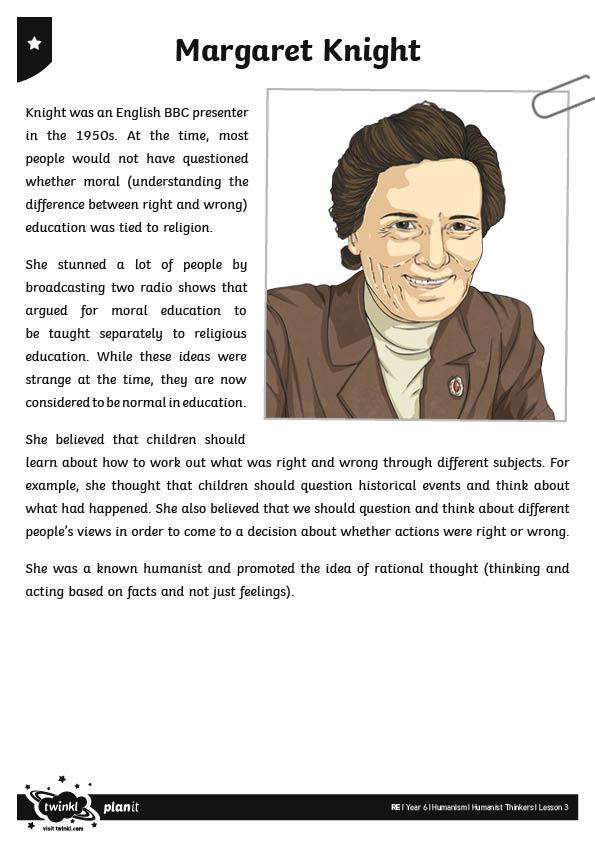 Margaret Knight
Knight was an English BBC presenter
in the 1950s. At the time, most
people would not have questioned
whether moral (understanding the
difference between right and wrong)
education was tied to religion.
She stunned a lot of people by
broadcasting two radio shows that
argued for moral education to
be taught separately to religious
education. While these ideas were
strange at the time, they are now
considered to be normal in education.
She believed that children should
learn about how to work out what was right and wrong through different subjects. For
example, she thought that children should question historical events and think about
what had happened. She also believed that we should question and think about different
people's views in order to come to a decision about whether actions were right or wrong.
She was a known humanist and promoted the idea of rational thought (thinking and
acting based on facts and not just feelings).
twinkl planit
visit twinkl.com
RE | Year 6 | Humanism | Humanist Thinkers | Lesson 3